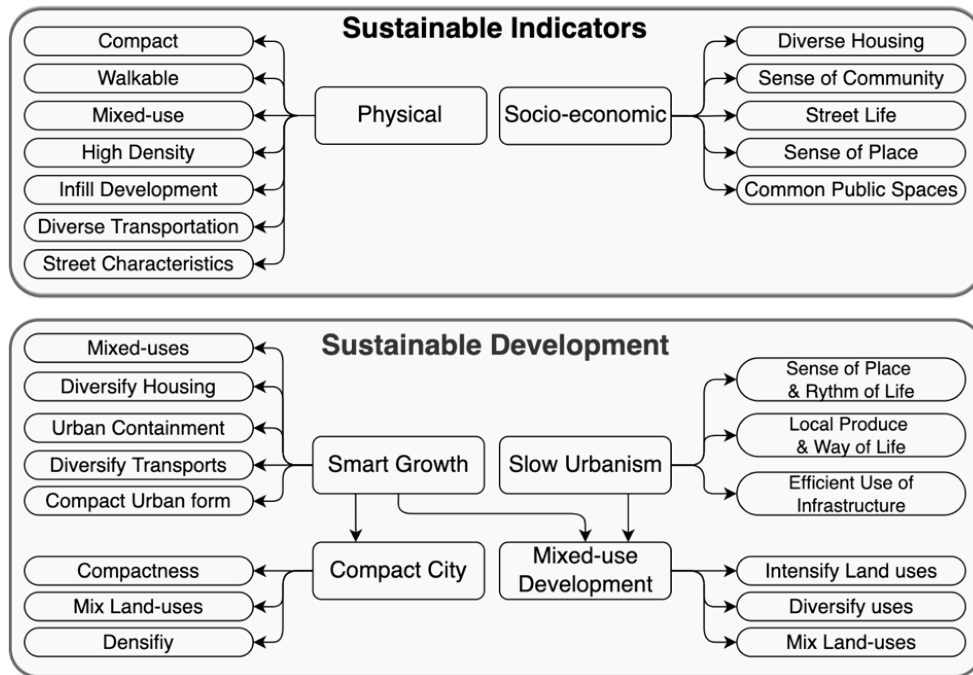 Sustainable Indicators
Compact
Walkable
Mixed-use
High Density
Infill Development
Diverse Transportation
Street Characteristics
Physical
Socio-economic
Diverse Housing
Sense of Community
Street Life
Sense of Place
Common Public Spaces
Sustainable Development
Mixed-uses
Diversify Housing
Urban Containment
Diversify Transports
Compact Urban form
Smart Growth
Slow Urbanism
Sense of Place
& Rythm of Life
Local Produce
& Way of Life
Efficient Use of
Infrastructure
Compactness
Mix Land-uses
Densifiy
Compact City
Mixed-use
Development
Intensify Land uses
Diversify uses
Mix Land-uses